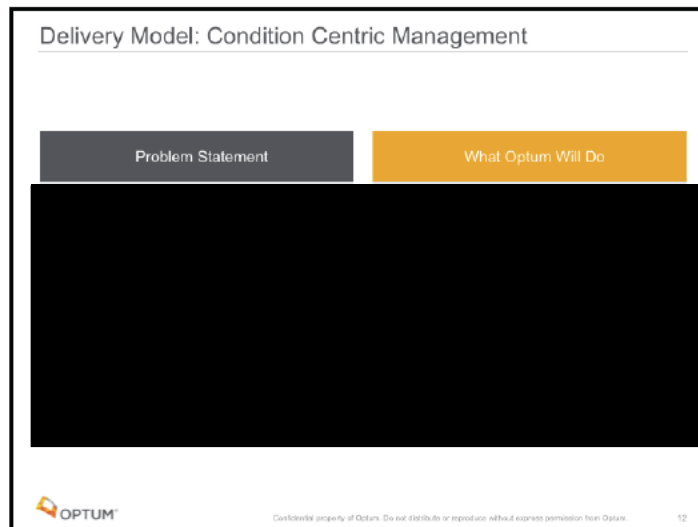 Delivery Model: Condition Centric Management
Problem Statement
What Optum Will Do
OPTUM™
Confidential property of Optum. Do not distribute or reproduce without express permission from Optum.
12